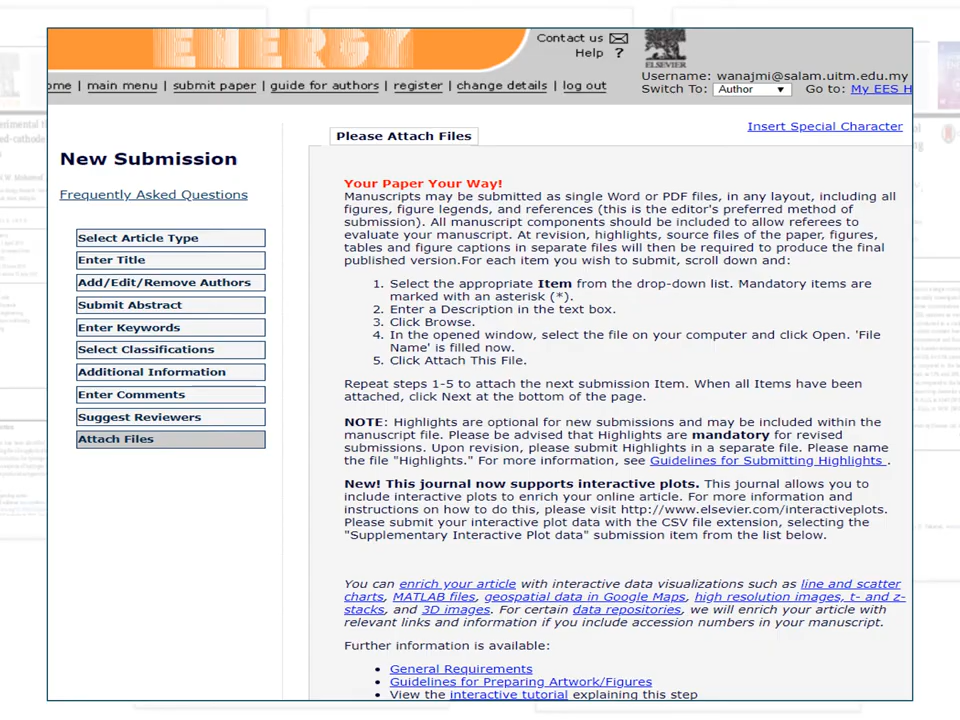 ENERGY
Contact us
Help ?
ELSEVIER
Username: wanajmi@salam.uitm.edu.my
ome | main menu | submit paper | guide for authors | register | change details | log out
Switch To: Author Go to: My EES H
Insert Special Character
Please Attach Files
New Submission
Frequently Asked Questions
Select Article Type
Enter Title
Add/Edit/Remove Authors
Submit Abstract
Enter Keywords
Select Classifications
Additional Information
Enter Comments
Suggest Reviewers
Attach Files
Your Paper Your Way!
Manuscripts may be submitted as single Word or PDF files, in any layout, including all
figures, figure legends, and references (this is the editor's preferred method of
submission). All manuscript components should be included to allow referees to
evaluate your manuscript. At revision, highlights, source files of the paper, figures,
tables and figure captions in separate files will then be required to produce the final
published version.For each item you wish to submit, scroll down and:
1. Select the appropriate Item from the drop-down list. Mandatory items are
marked with an asterisk (*).
2. Enter a Description in the text box.
3. Click Browse.
4. In the opened window, select the file on your computer and click Open. 'File
Name' is filled now.
5. Click Attach This File.
Repeat steps 1-5 to attach the next submission Item. When all Items have been
attached, click Next at the bottom of the page.
NOTE: Highlights are optional for new submissions and may be included within the
manuscript file. Please be advised that Highlights are mandatory for revised
submissions. Upon revision, please submit Highlights in a separate file. Please name
the file "Highlights." For more information, see Guidelines for Submitting Highlights .
New! This journal now supports interactive plots. This journal allows you to
include interactive plots to enrich your online article. For more information and
instructions on how to do this, please visit http://www.elsevier.com/interactiveplots.
Please submit your interactive plot data with the CSV file extension, selecting the
"Supplementary Interactive Plot data" submission item from the list below.
You can enrich your article with interactive data visualizations such as line and scatter
charts, MATLAB files, geospatial data in Google Maps, high resolution images, t- and z-
stacks, and 3D images. For certain data repositories, we will enrich your article with
relevant links and information if you include accession numbers in your manuscript.
Further information is available:
• General Requirements
• Guidelines for Preparing Artwork/Figures
• View the interactive tutorial explaining this step